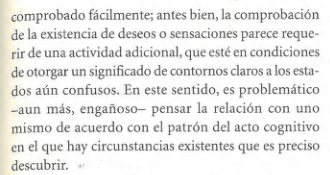 comprobado fácilmente; antes bien, la comprobación
de la existencia de deseos o sensaciones parece reque-
rir de una actividad adicional, que esté en condiciones
de otorgar un significado de contornos claros a los esta-
dos aún confusos. En este sentido, es problemático
–aun más, engañoso– pensar la relación con uno
mismo de acuerdo con el patrón del acto cognitivo
en el que hay circunstancias existentes que es preciso
descubrir.